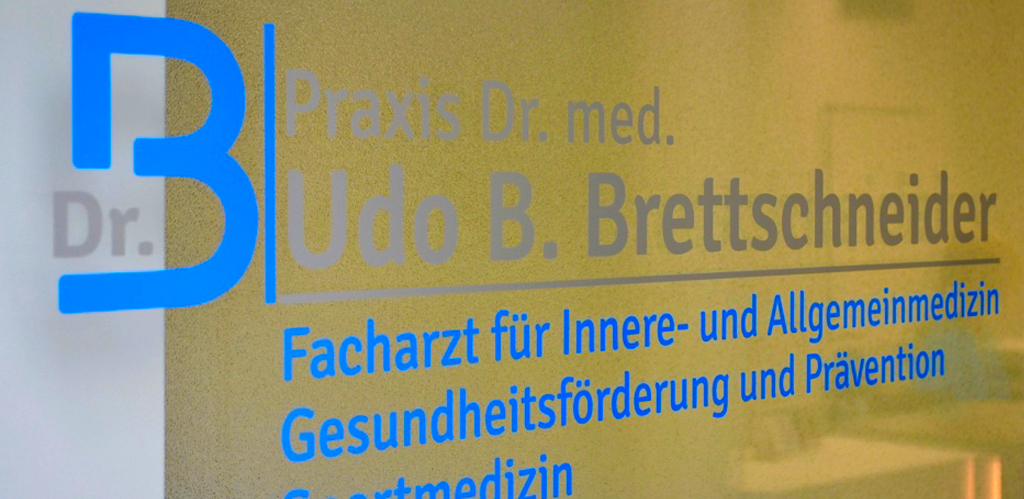 Dr. B
Praxis Dr. med.
Udo B. Brettschneider
Facharzt für Innere- und Allgemeinmedizin
Gesundheitsförderung und Prävention
Sportmedizin